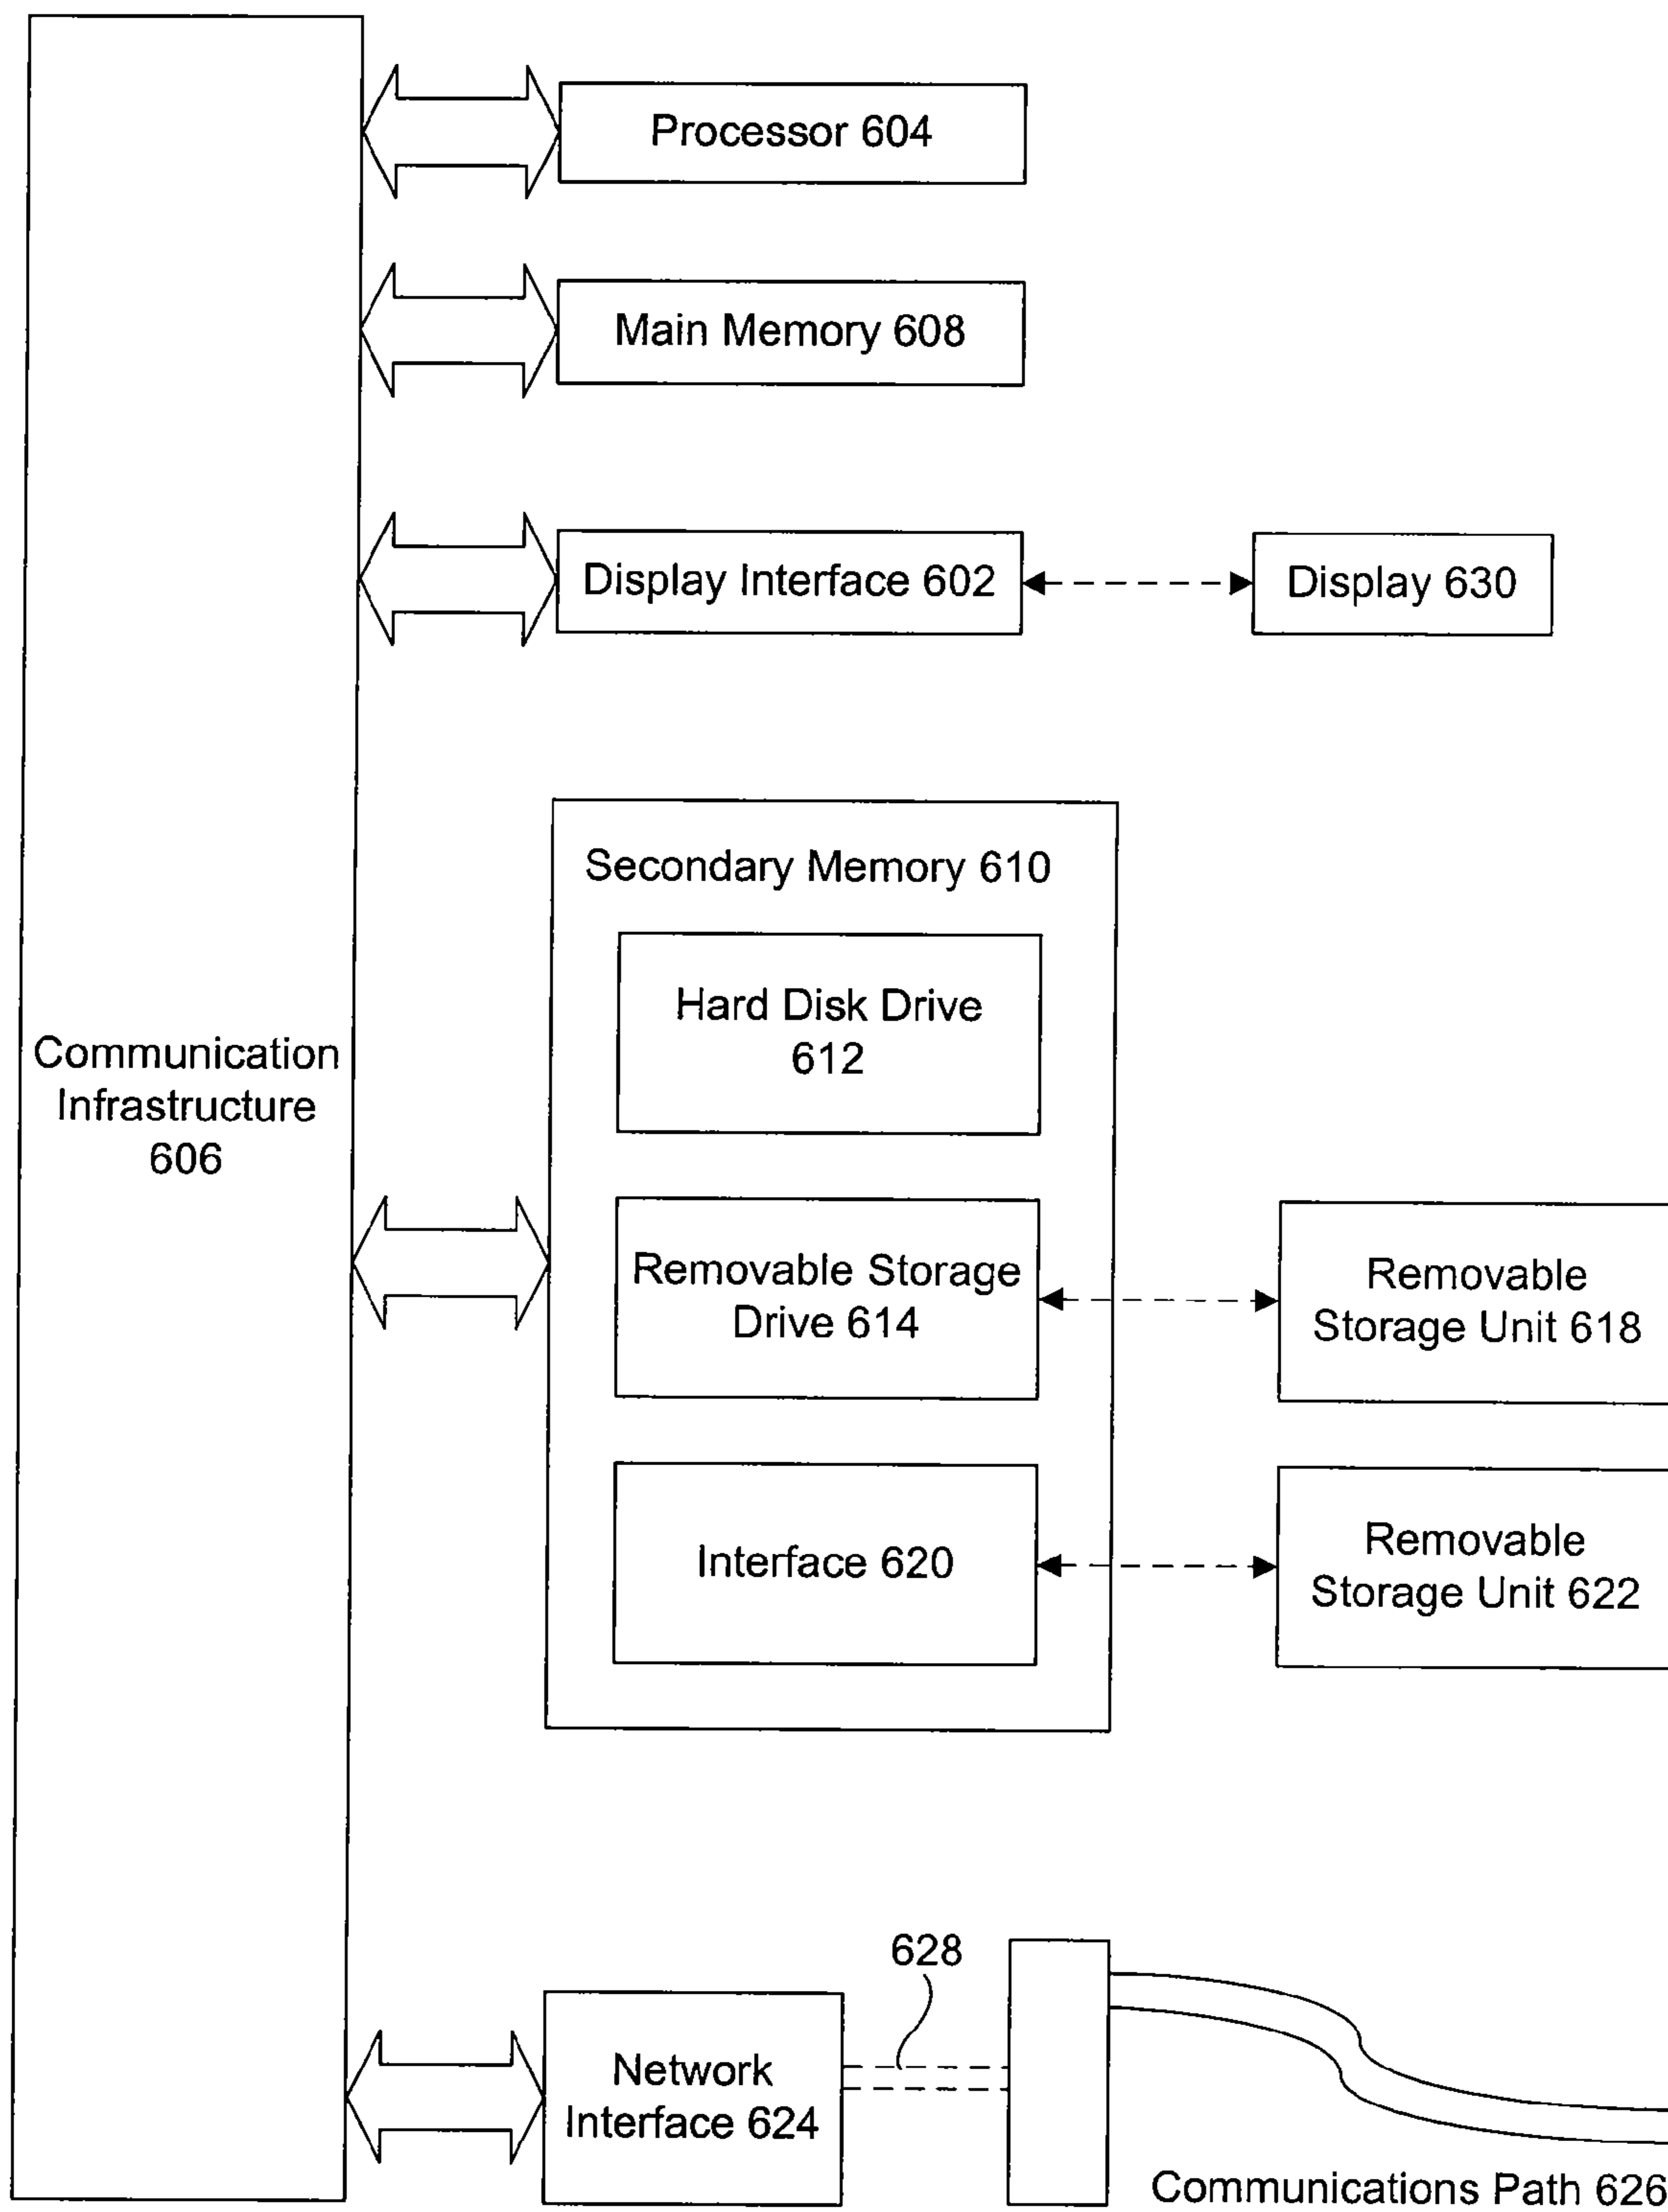 Processor 604
Main Memory 608
Display Interface 602
Display 630
Secondary Memory 610
Hard Disk Drive
612
Communication
Infrastructure
606
Removable Storage
Drive 614
Removable
Storage Unit 618
Interface 620
Removable
Storage Unit 622
628
Network
Interface 624
Communications Path 626